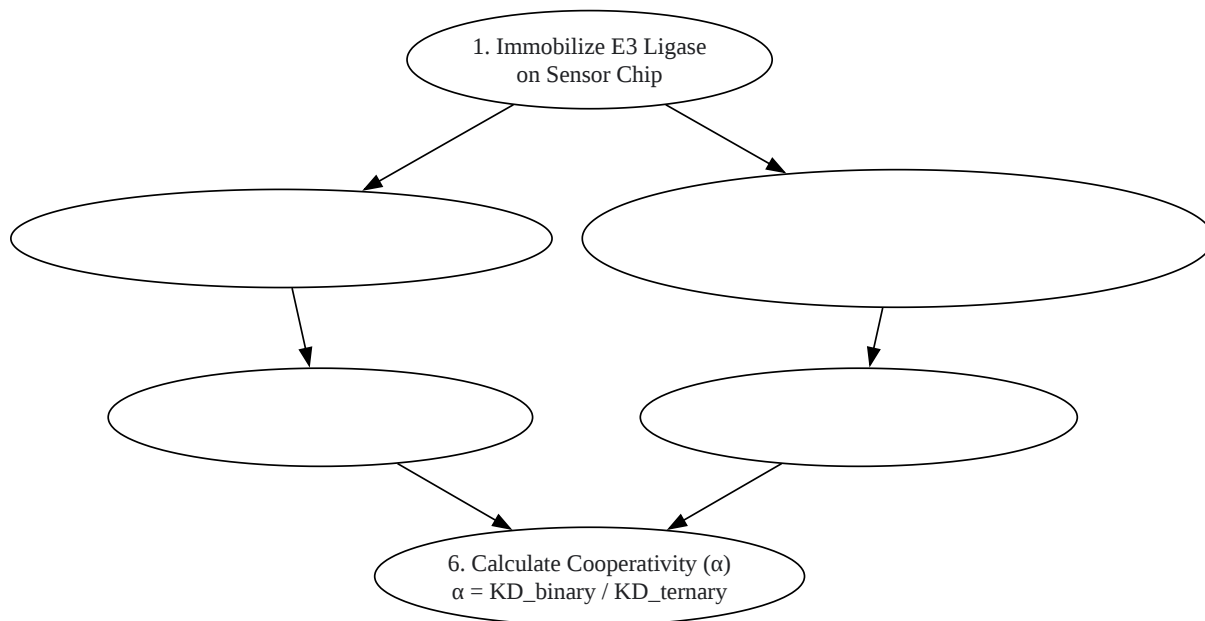 1. Immobilize E3 Ligase
on Sensor Chip
6. Calculate Cooperativity (α)
α = KD_binary / KD_ternary